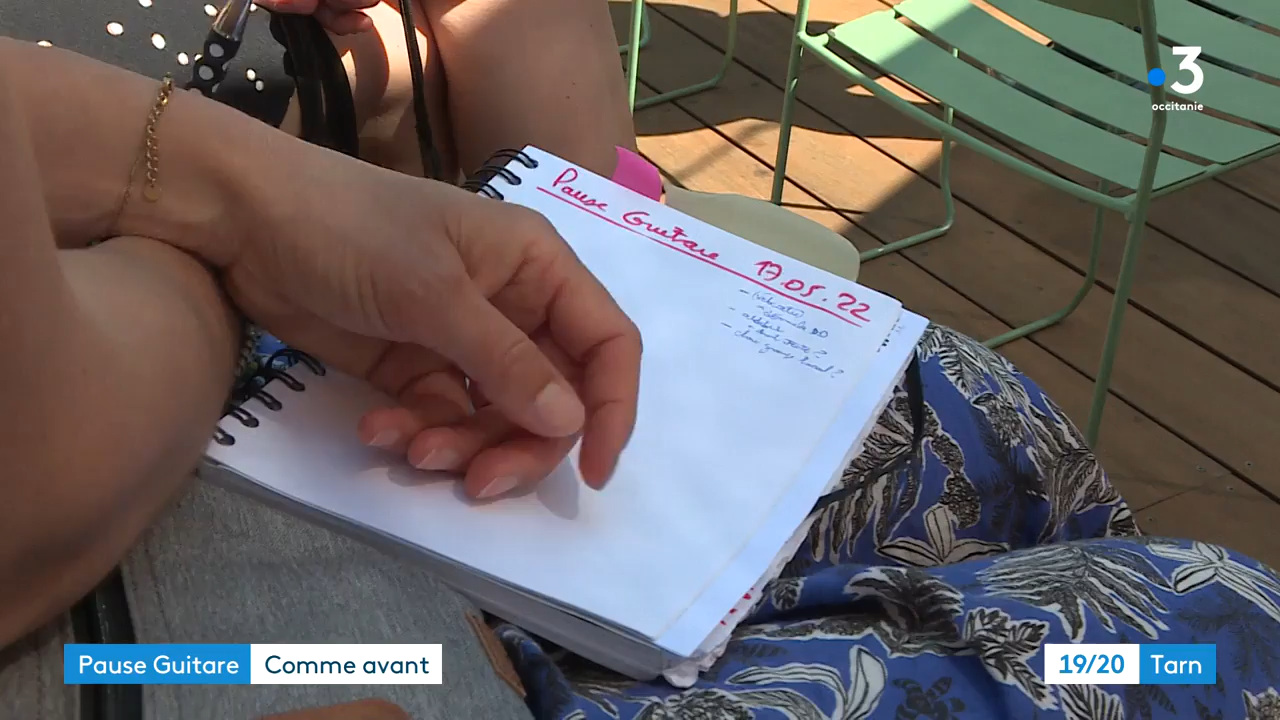 3
occitanie
Pause Guitare 17.05.22
Pause Guitare Comme avant
19/20 Tarn